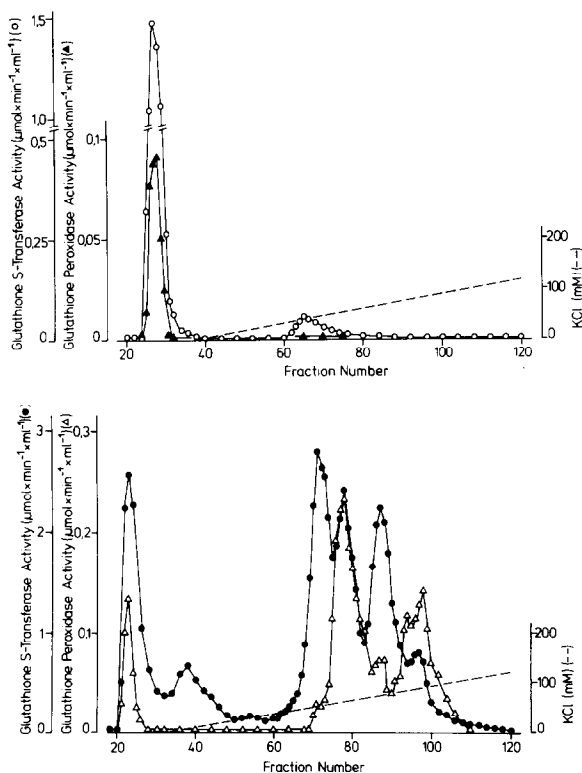 Glutathione S-Transferase Activity (µmol×min⁻¹×ml⁻¹) (○)
1,5
1,0
0,5
0,25
0
Glutathione Peroxidase Activity (µmol×min⁻¹×ml⁻¹) (▲)
0,1
0,05
0
KCl (mM) (--)
200
100
0
20 40 60 80 100 120
Fraction Number
Glutathione S-Transferase Activity (µmol×min⁻¹×ml⁻¹) (●)
3
2
1
0
Glutathione Peroxidase Activity (µmol×min⁻¹×ml⁻¹) (△)
0,3
0,2
0,1
0
KCl (mM) (--)
200
100
0
20 40 60 80 100 120
Fraction Number